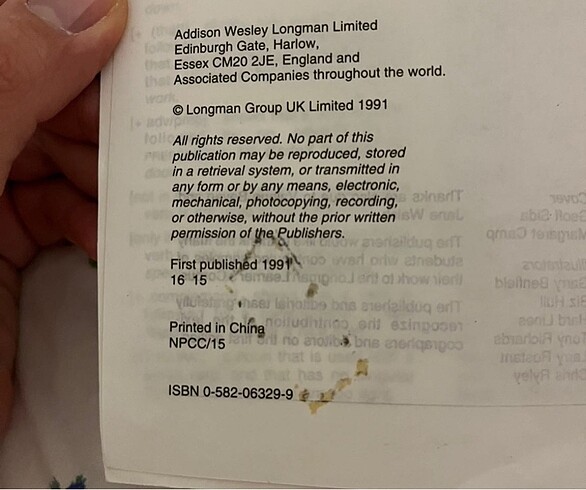 Addison Wesley Longman Limited
Edinburgh Gate, Harlow,
Essex CM20 2JE, England and
Associated Companies throughout the world.
© Longman Group UK Limited 1991
All rights reserved. No part of this
publication may be reproduced, stored
in a retrieval system, or transmitted in
any form or by any means, electronic,
mechanical, photocopying, recording,
or otherwise, without the prior written
permission of the Publishers.
First published 1991
16 15
Printed in China
NPCC/15
ISBN 0-582-06329-9